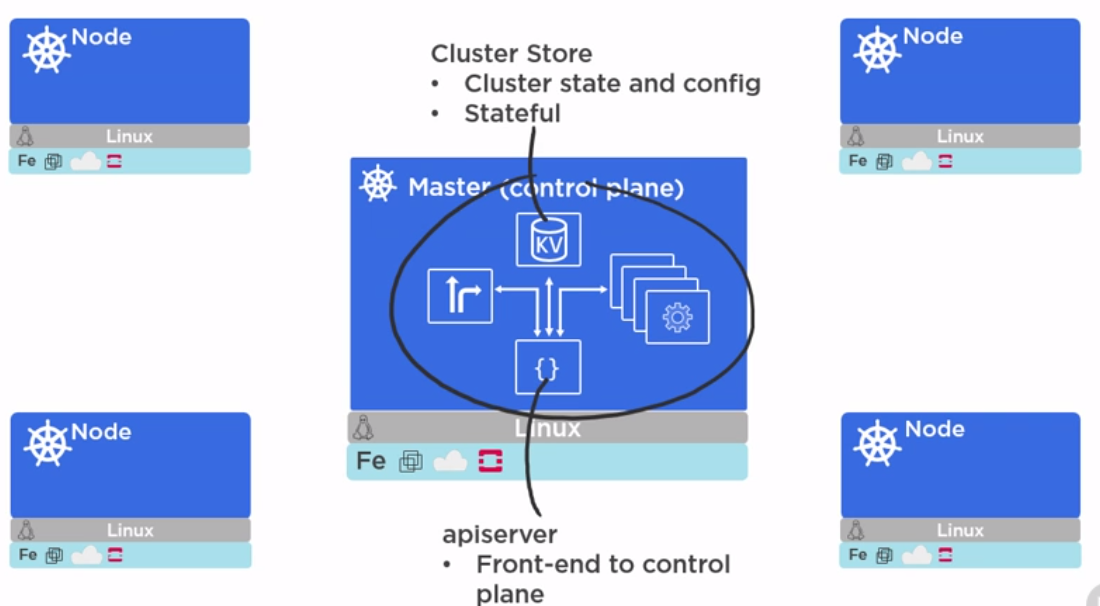 Node
Linux
Fe
Node
Linux
Fe
Cluster Store
• Cluster state and config
• Stateful
Master (control plane)
KV
{}
Linux
Fe
apiserver
• Front-end to control
plane
Node
Linux
Fe
Node
Linux
Fe